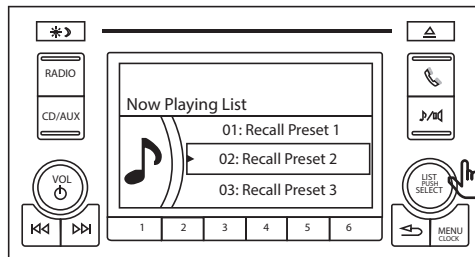 RADIO
CD/AUX
VOL
Now Playing List
01: Recall Preset 1
02: Recall Preset 2
03: Recall Preset 3
1 2 3 4 5 6
LIST
PUSH
SELECT
MENU
CLOCK